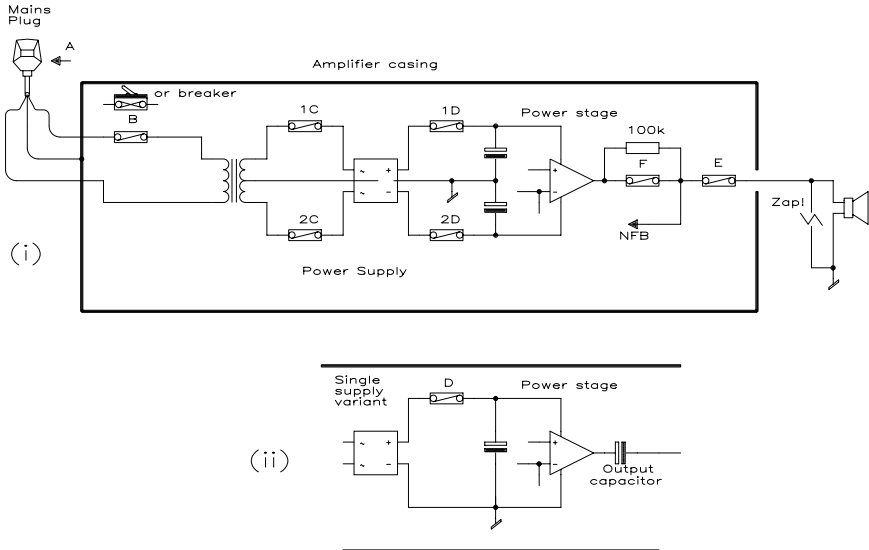 Mains
Plug
A
Amplifier casing
or breaker
B
1C
1D
Power stage
100k
~
+
+
F
E
~
-
-
Zap!
2C
2D
NFB
(i)
Power Supply
Single
supply
variant
D
Power stage
~
+
+
(ii)
~
-
-
Output
capacitor